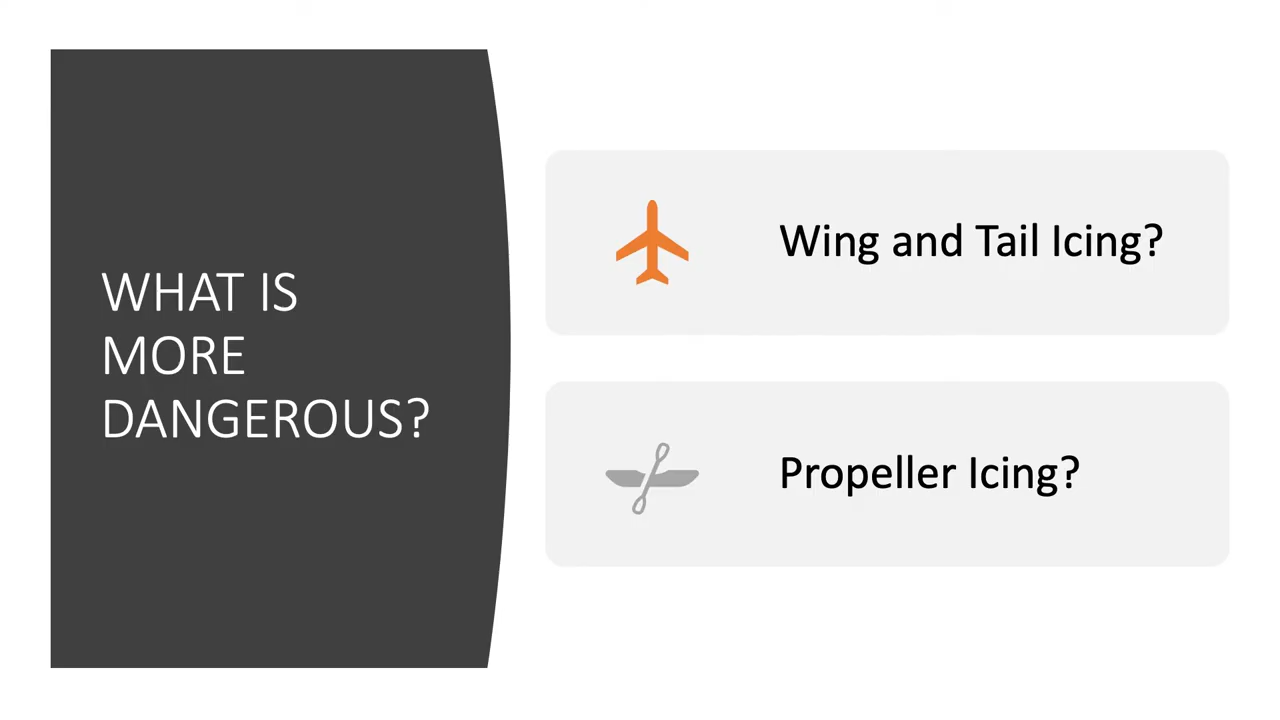 WHAT IS
MORE
DANGEROUS?
Wing and Tail Icing?
Propeller Icing?